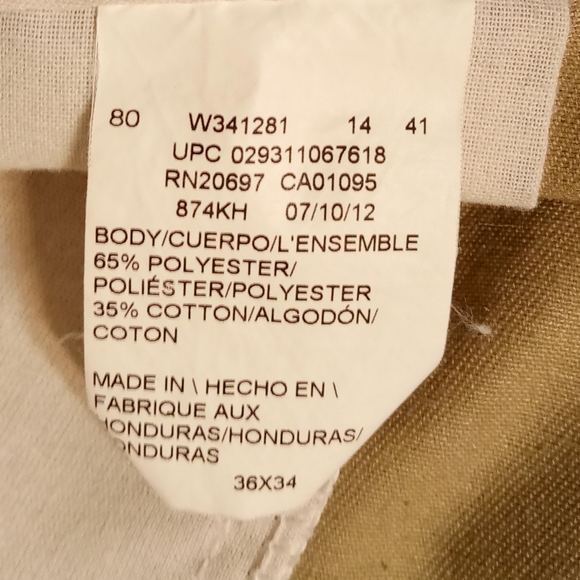 80 W341281 14 41
UPC 029311067618
RN20697 CA01095
874KH 07/10/12
BODY/CUERPO/L'ENSEMBLE
65% POLYESTER/
POLIÉSTER/POLYESTER
35% COTTON/ALGODÓN/
COTON
MADE IN \ HECHO EN \
FABRIQUE AUX
HONDURAS/HONDURAS/
HONDURAS
36X34